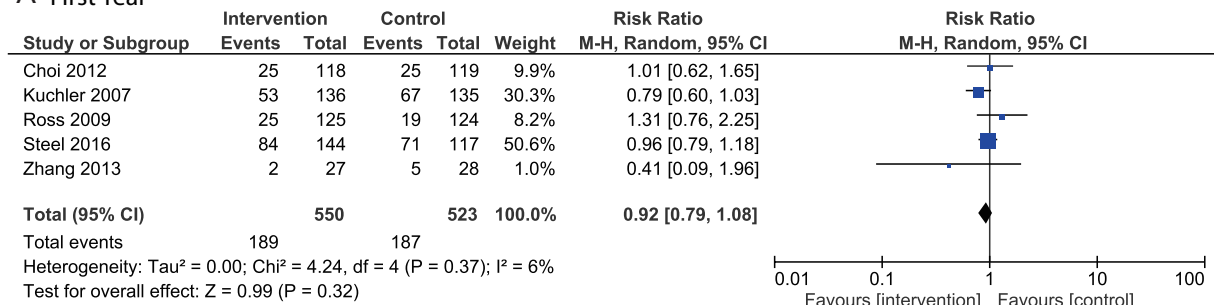 A First Year
Intervention Control Risk Ratio Risk Ratio
Study or Subgroup Events Total Events Total Weight M-H, Random, 95% CI M-H, Random, 95% CI
Choi 2012 25 118 25 119 9.9% 1.01 [0.62, 1.65]
Kuchler 2007 53 136 67 135 30.3% 0.79 [0.60, 1.03]
Ross 2009 25 125 19 124 8.2% 1.31 [0.76, 2.25]
Steel 2016 84 144 71 117 50.6% 0.96 [0.79, 1.18]
Zhang 2013 2 27 5 28 1.0% 0.41 [0.09, 1.96]
Total (95% CI) 550 523 100.0% 0.92 [0.79, 1.08]
Total events 189 187
Heterogeneity: Tau² = 0.00; Chi² = 4.24, df = 4 (P = 0.37); I² = 6%
Test for overall effect: Z = 0.99 (P = 0.32)
0.01 0.1 1 10 100
Favours [intervention] Favours [control]